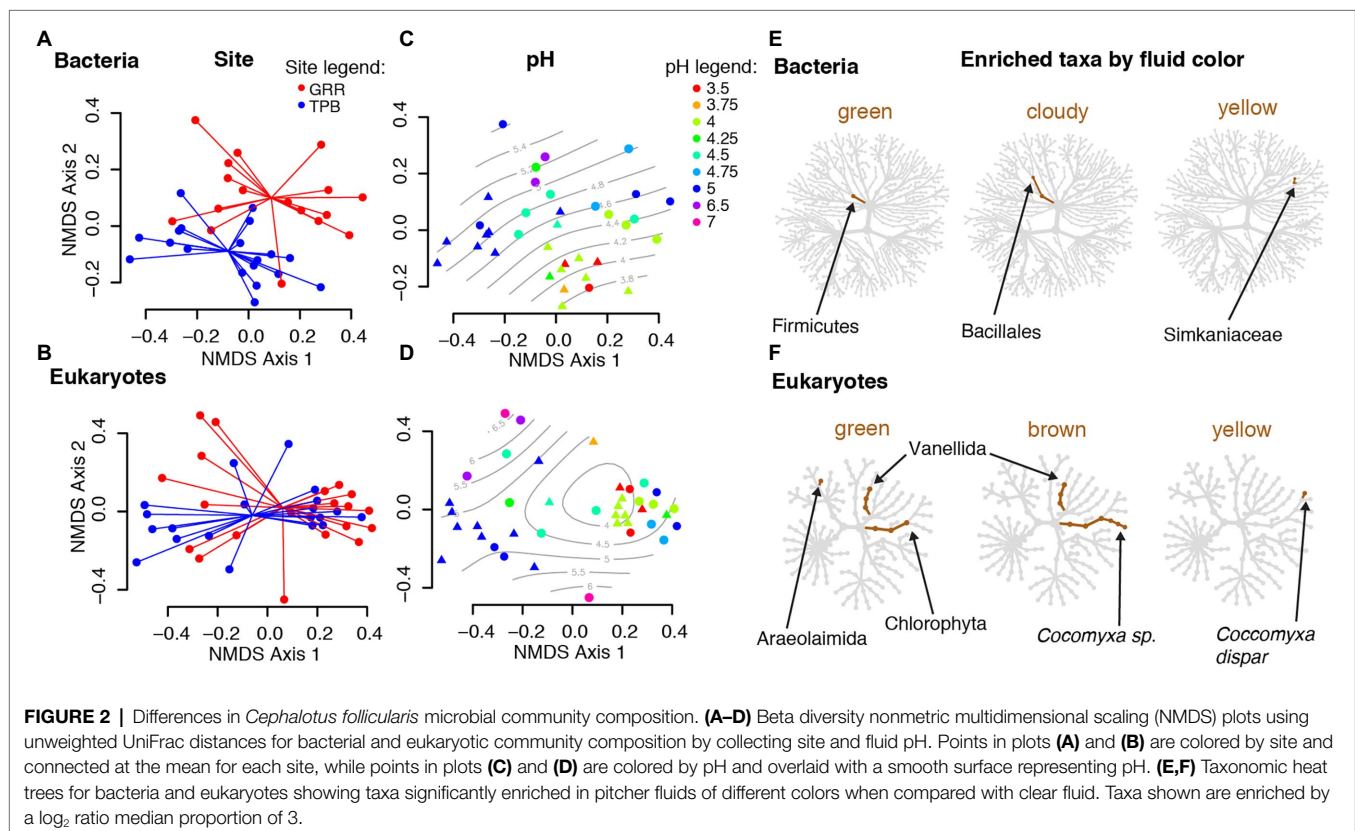 A
Bacteria
Site
Site legend:
GRR
TPB
0.4
0.2
0.0
−0.2
NMDS Axis 2
−0.4
−0.2
0.0
0.2
0.4
NMDS Axis 1
C
pH
pH legend:
3.5
3.75
4
4.25
4.5
4.75
5
6.5
7
0.4
0.2
0.0
−0.2
5.4
4.8
4.6
4.4
4.2
4
3.8
−0.4
−0.2
0.0
0.2
0.4
NMDS Axis 1
E
Bacteria
Enriched taxa by fluid color
green
cloudy
yellow
Firmicutes
Bacillales
Simkaniaceae
B
Eukaryotes
0.4
0.0
−0.4
NMDS Axis 2
−0.4
−0.2
0.0
0.2
0.4
NMDS Axis 1
D
0.4
0.0
−0.4
6.5
6
5.5
4
4.5
5
5.5
6
−0.4
−0.2
0.0
0.2
0.4
NMDS Axis 1
F
Eukaryotes
green
Vanellida
brown
yellow
Araeolaimida
Chlorophyta
Cocomyxa sp.
Coccomyxa
dispar
FIGURE 2 | Differences in Cephalotus follicularis microbial community composition. (A–D) Beta diversity nonmetric multidimensional scaling (NMDS) plots using
unweighted UniFrac distances for bacterial and eukaryotic community composition by collecting site and fluid pH. Points in plots (A) and (B) are colored by site and
connected at the mean for each site, while points in plots (C) and (D) are colored by pH and overlaid with a smooth surface representing pH. (E,F) Taxonomic heat
trees for bacteria and eukaryotes showing taxa significantly enriched in pitcher fluids of different colors when compared with clear fluid. Taxa shown are enriched by
a log₂ ratio median proportion of 3.